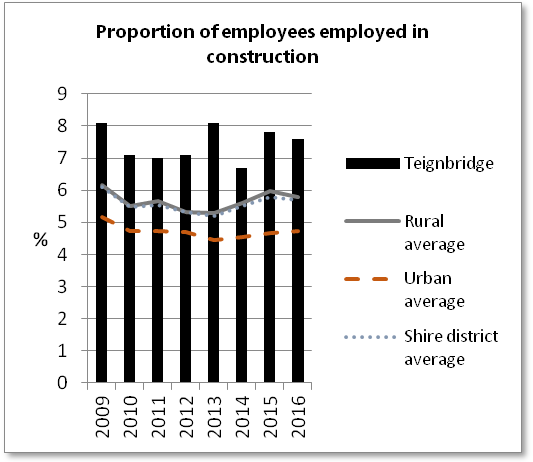 Proportion of employees employed in
construction
9
8
7
6
5
4
3
2
1
0
%
2009
2010
2011
2012
2013
2014
2015
2016
Teignbridge
Rural
average
Urban
average
Shire district
average